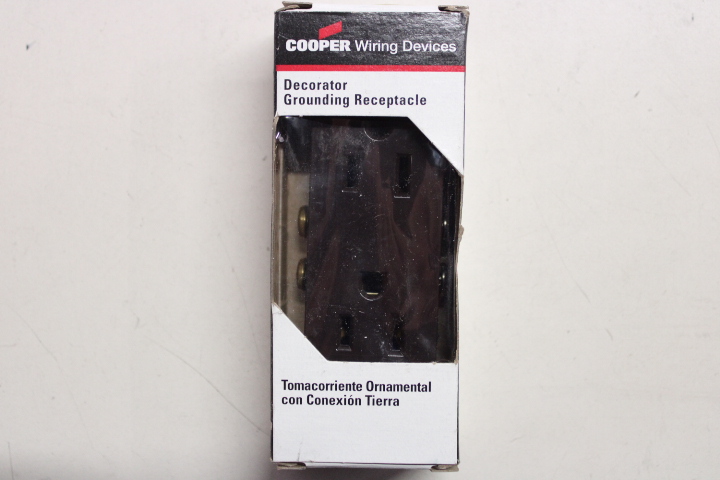 COOPER Wiring Devices
Decorator
Grounding Receptacle
Tomacorriente Ornamental
con Conexión Tierra